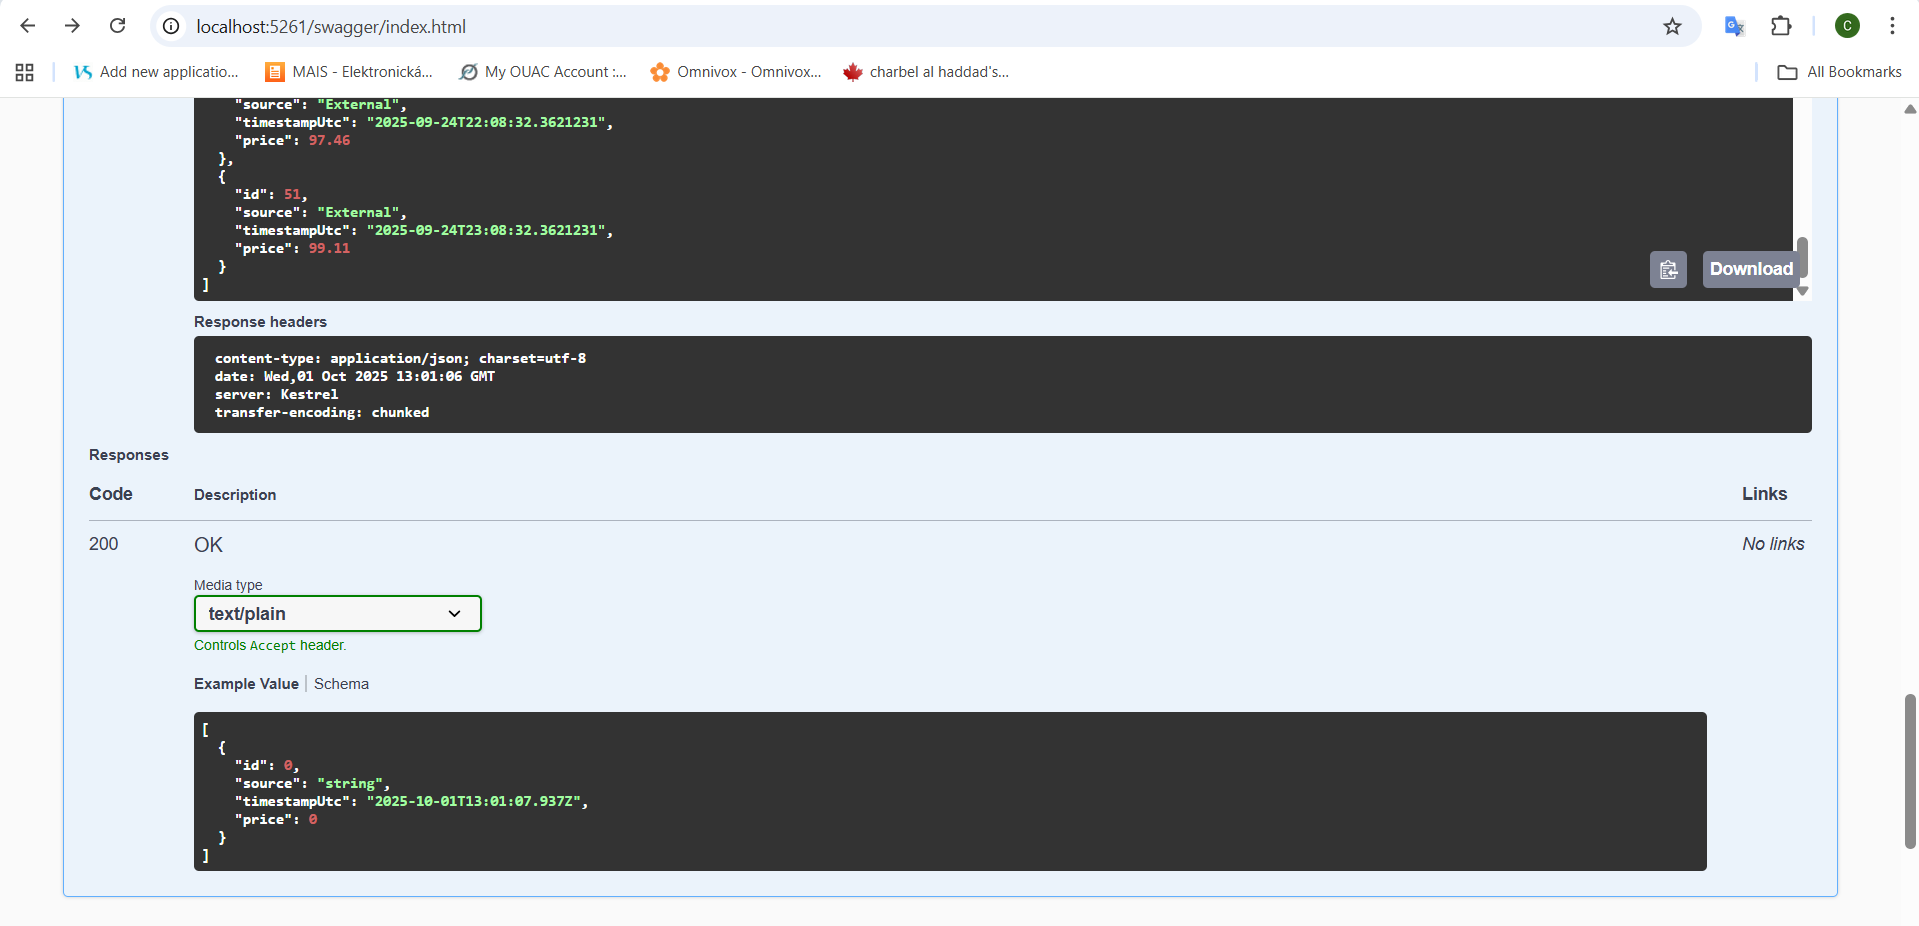 localhost:5261/swagger/index.html
C
Add new applicatio...
MAIS - Elektronická...
My OUAC Account :...
Omnivox - Omnivox...
charbel al haddad's...
All Bookmarks
"source": "External",
"timestampUtc": "2025-09-24T22:08:32.3621231",
"price": 97.46
},
{
"id": 51,
"source": "External",
"timestampUtc": "2025-09-24T23:08:32.3621231",
"price": 99.11
}
]
Download
Response headers
content-type: application/json; charset=utf-8
date: Wed,01 Oct 2025 13:01:06 GMT
server: Kestrel
transfer-encoding: chunked
Responses
Code Description Links
200 OK No links
Media type
text/plain
Controls Accept header.
Example Value | Schema
[
{
"id": 0,
"source": "string",
"timestampUtc": "2025-10-01T13:01:07.937Z",
"price": 0
}
]